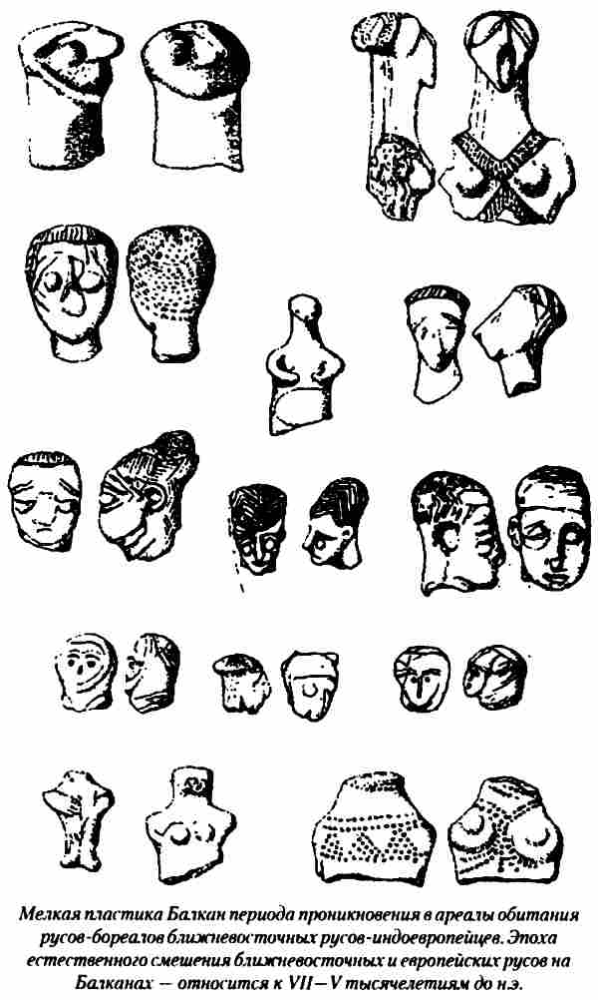 Мелкая пластика Балкан периода проникновения в ареалы обитания
русов-бореалов ближневосточных русов-индоевропейцев. Эпоха
естественного смешения ближневосточных и европейских русов на
Балканах — относится к VII—V тысячелетиям до н.э.